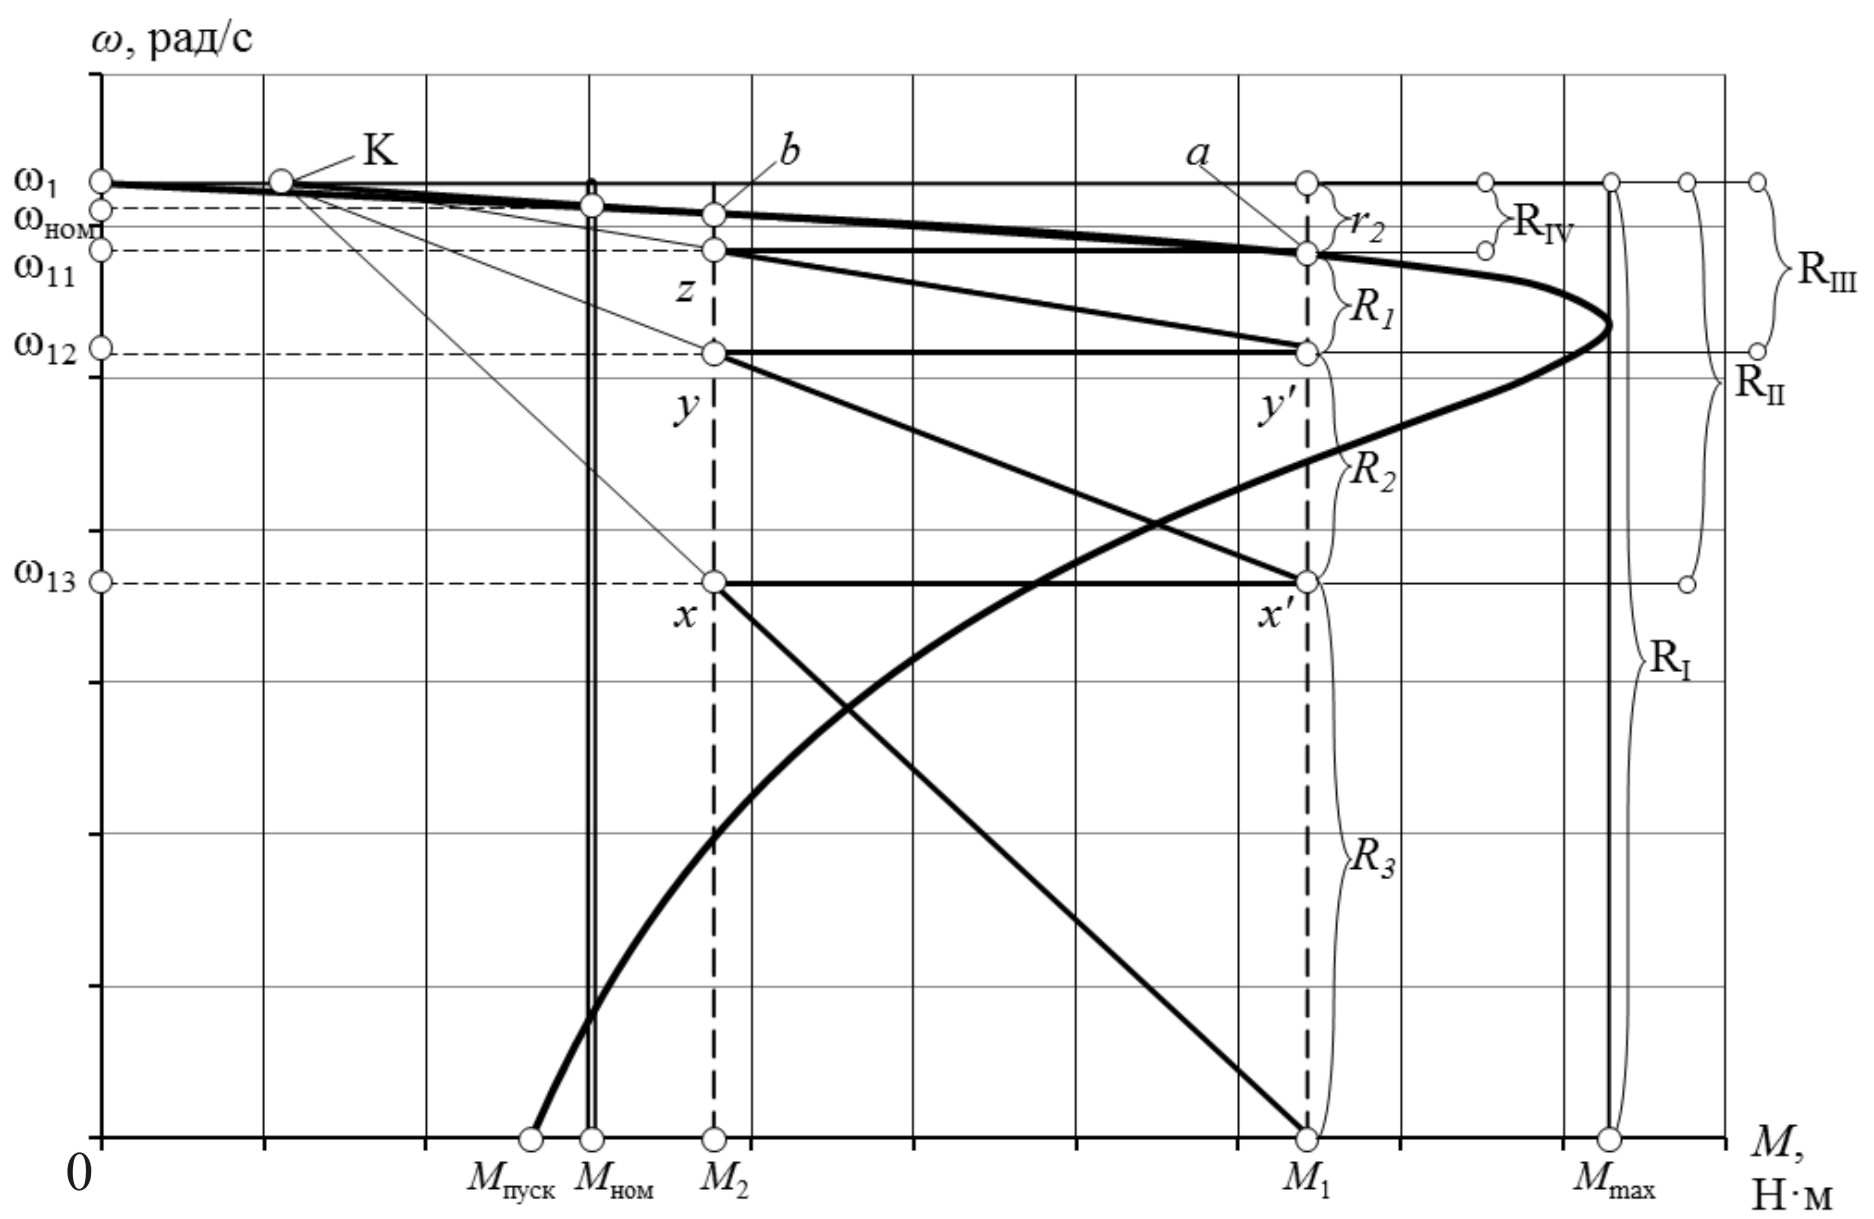 ω, рад/с
K
b
a
ω1
ωном
r2
RIV
ω11
z
R1
RIII
ω12
y
y'
RII
R2
ω13
x
x'
RI
R3
0
Mпуск
Mном
M2
M1
Mmax
M,
Н·м